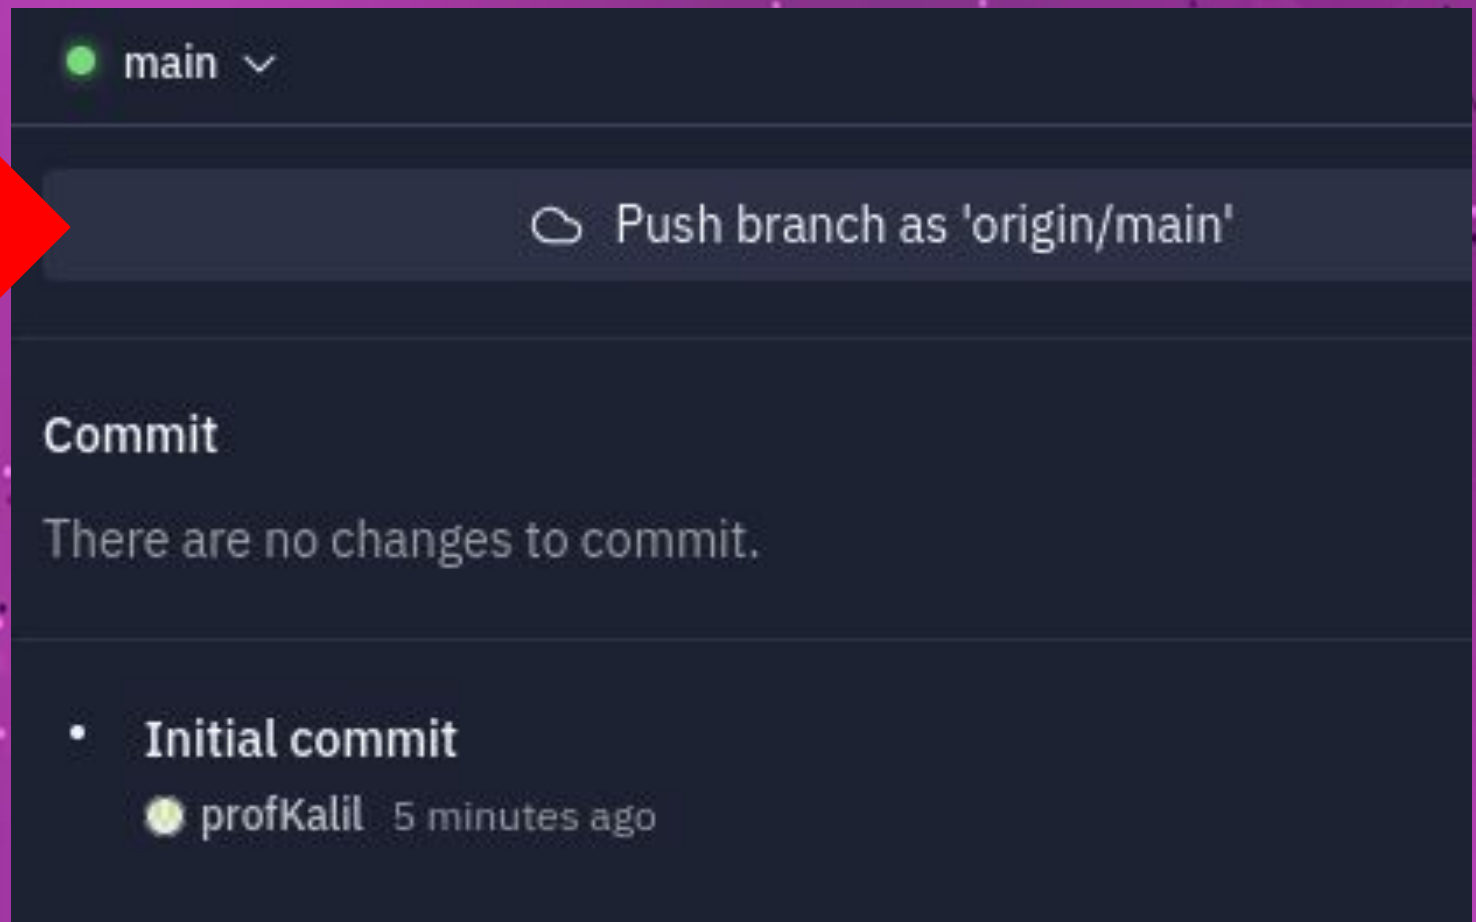 main
Push branch as 'origin/main'
Commit
There are no changes to commit.
Initial commit
profKalil 5 minutes ago